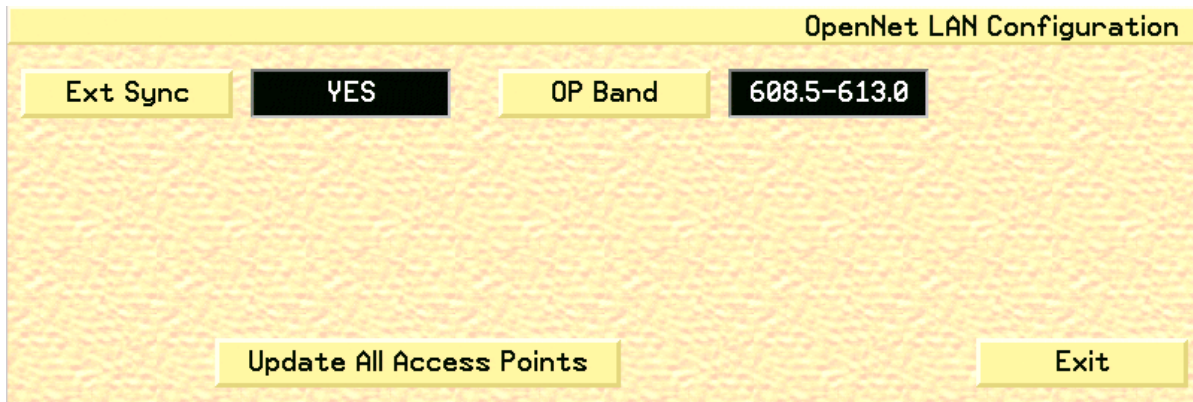 OpenNet LAN Configuration
Ext Sync YES OP Band 608.5-613.0
Update All Access Points Exit